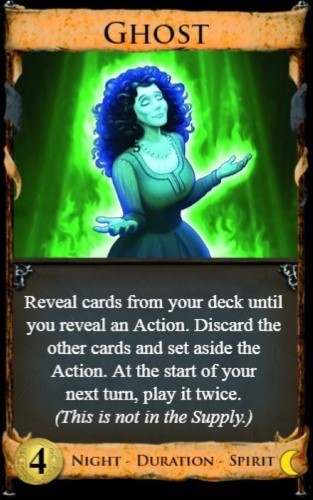 GHOST
Reveal cards from your deck until
you reveal an Action. Discard the
other cards and set aside the
Action. At the start of your
next turn, play it twice.
(This is not in the Supply.)
4 NIGHT - DURATION - SPIRIT